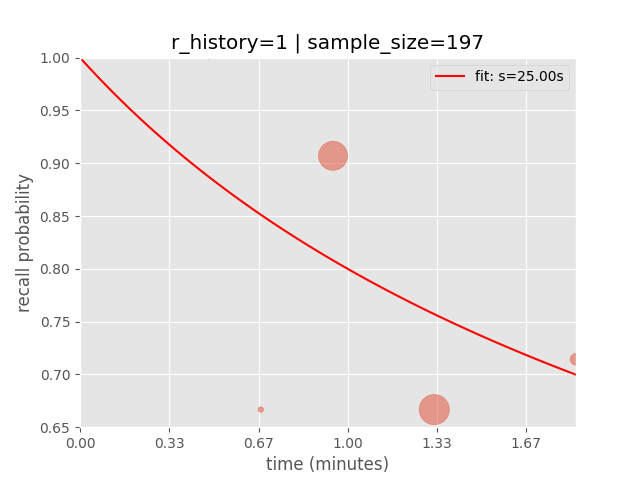 r_history=1 | sample_size=197
fit: s=25.00s
recall probability
1.00
0.95
0.90
0.85
0.80
0.75
0.70
0.65
0.00 0.33 0.67 1.00 1.33 1.67
time (minutes)